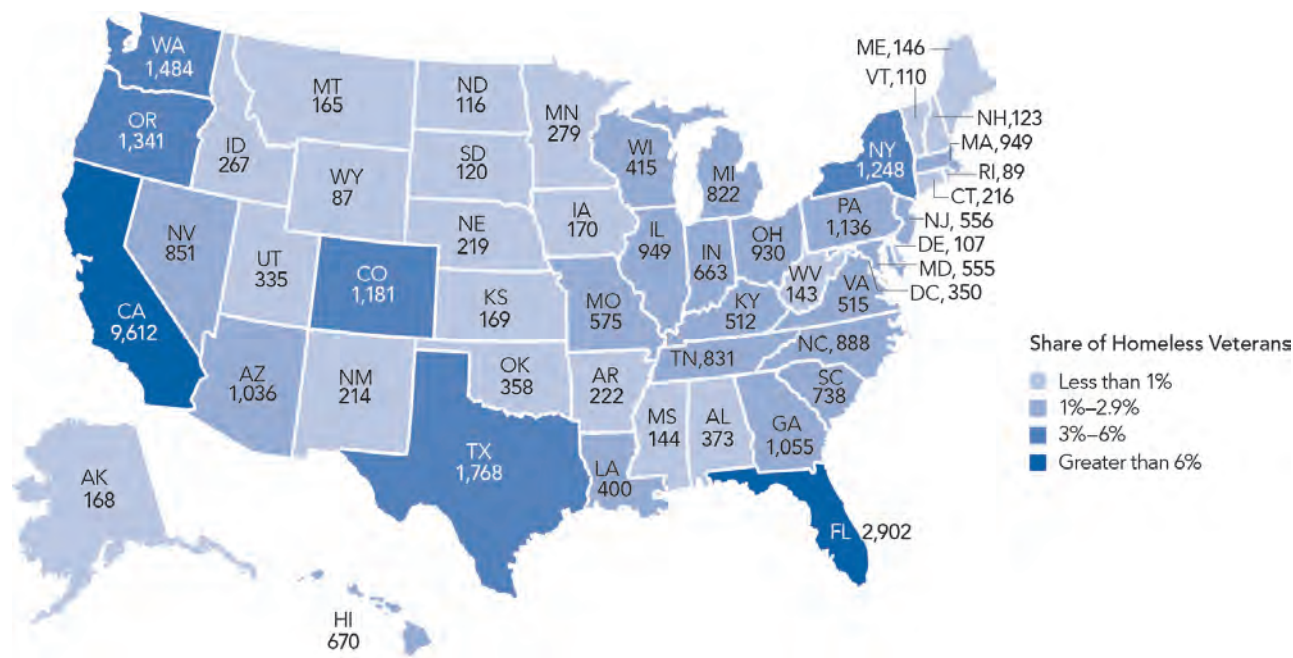 WA
1,484
OR
1,341
CA
9,612
NV
851
ID
267
MT
165
WY
87
UT
335
CO
1,181
AZ
1,036
NM
214
ND
116
SD
120
NE
219
KS
169
OK
358
TX
1,768
MN
279
IA
170
MO
575
AR
222
LA
400
WI
415
IL
949
MI
822
IN
663
OH
930
KY
512
TN,831
MS
144
AL
373
GA
1,055
FL 2,902
SC
738
NC, 888
VA
515
WV
143
PA
1,136
NY
1,248
ME,146
VT,110
NH,123
MA,949
RI,89
CT,216
NJ, 556
DE, 107
MD, 555
DC, 350
AK
168
HI
670
Share of Homeless Veterans
Less than 1%
1%–2.9%
3%–6%
Greater than 6%